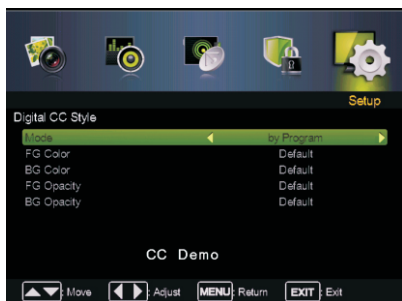 Setup
Digital CC Style
Mode by Program
FG Color Default
BG Color Default
FG Opacity Default
BG Opacity Default
CC Demo
: Move : Adjust MENU : Return EXIT : Exit